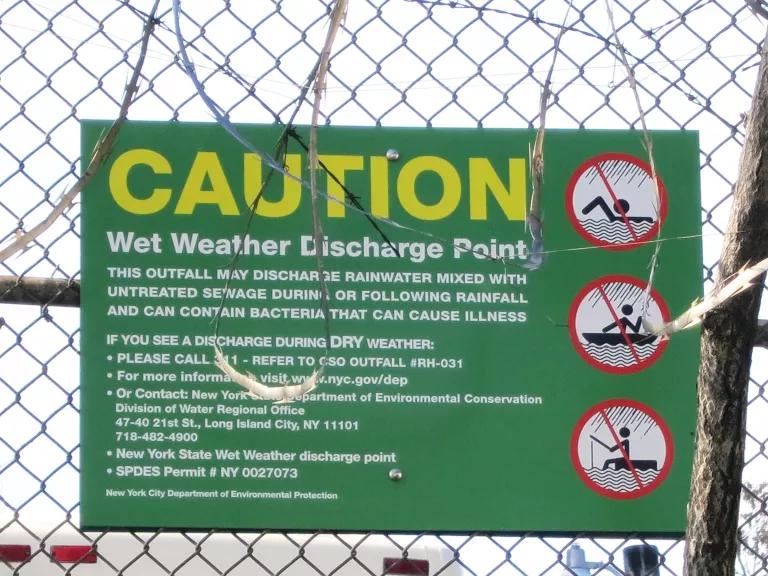 CAUTION
Wet Weather Discharge Point
THIS OUTFALL MAY DISCHARGE RAINWATER MIXED WITH
UNTREATED SEWAGE DURING OR FOLLOWING RAINFALL
AND CAN CONTAIN BACTERIA THAT CAN CAUSE ILLNESS
IF YOU SEE A DISCHARGE DURING DRY WEATHER:
• PLEASE CALL 311 - REFER TO CSO OUTFALL #RH-031
• For more information visit www.nyc.gov/dep
• Or Contact: New York State Department of Environmental Conservation
Division of Water Regional Office
47-40 21st St., Long Island City, NY 11101
718-482-4900
• New York State Wet Weather discharge point
• SPDES Permit # NY 0027073
New York City Department of Environmental Protection